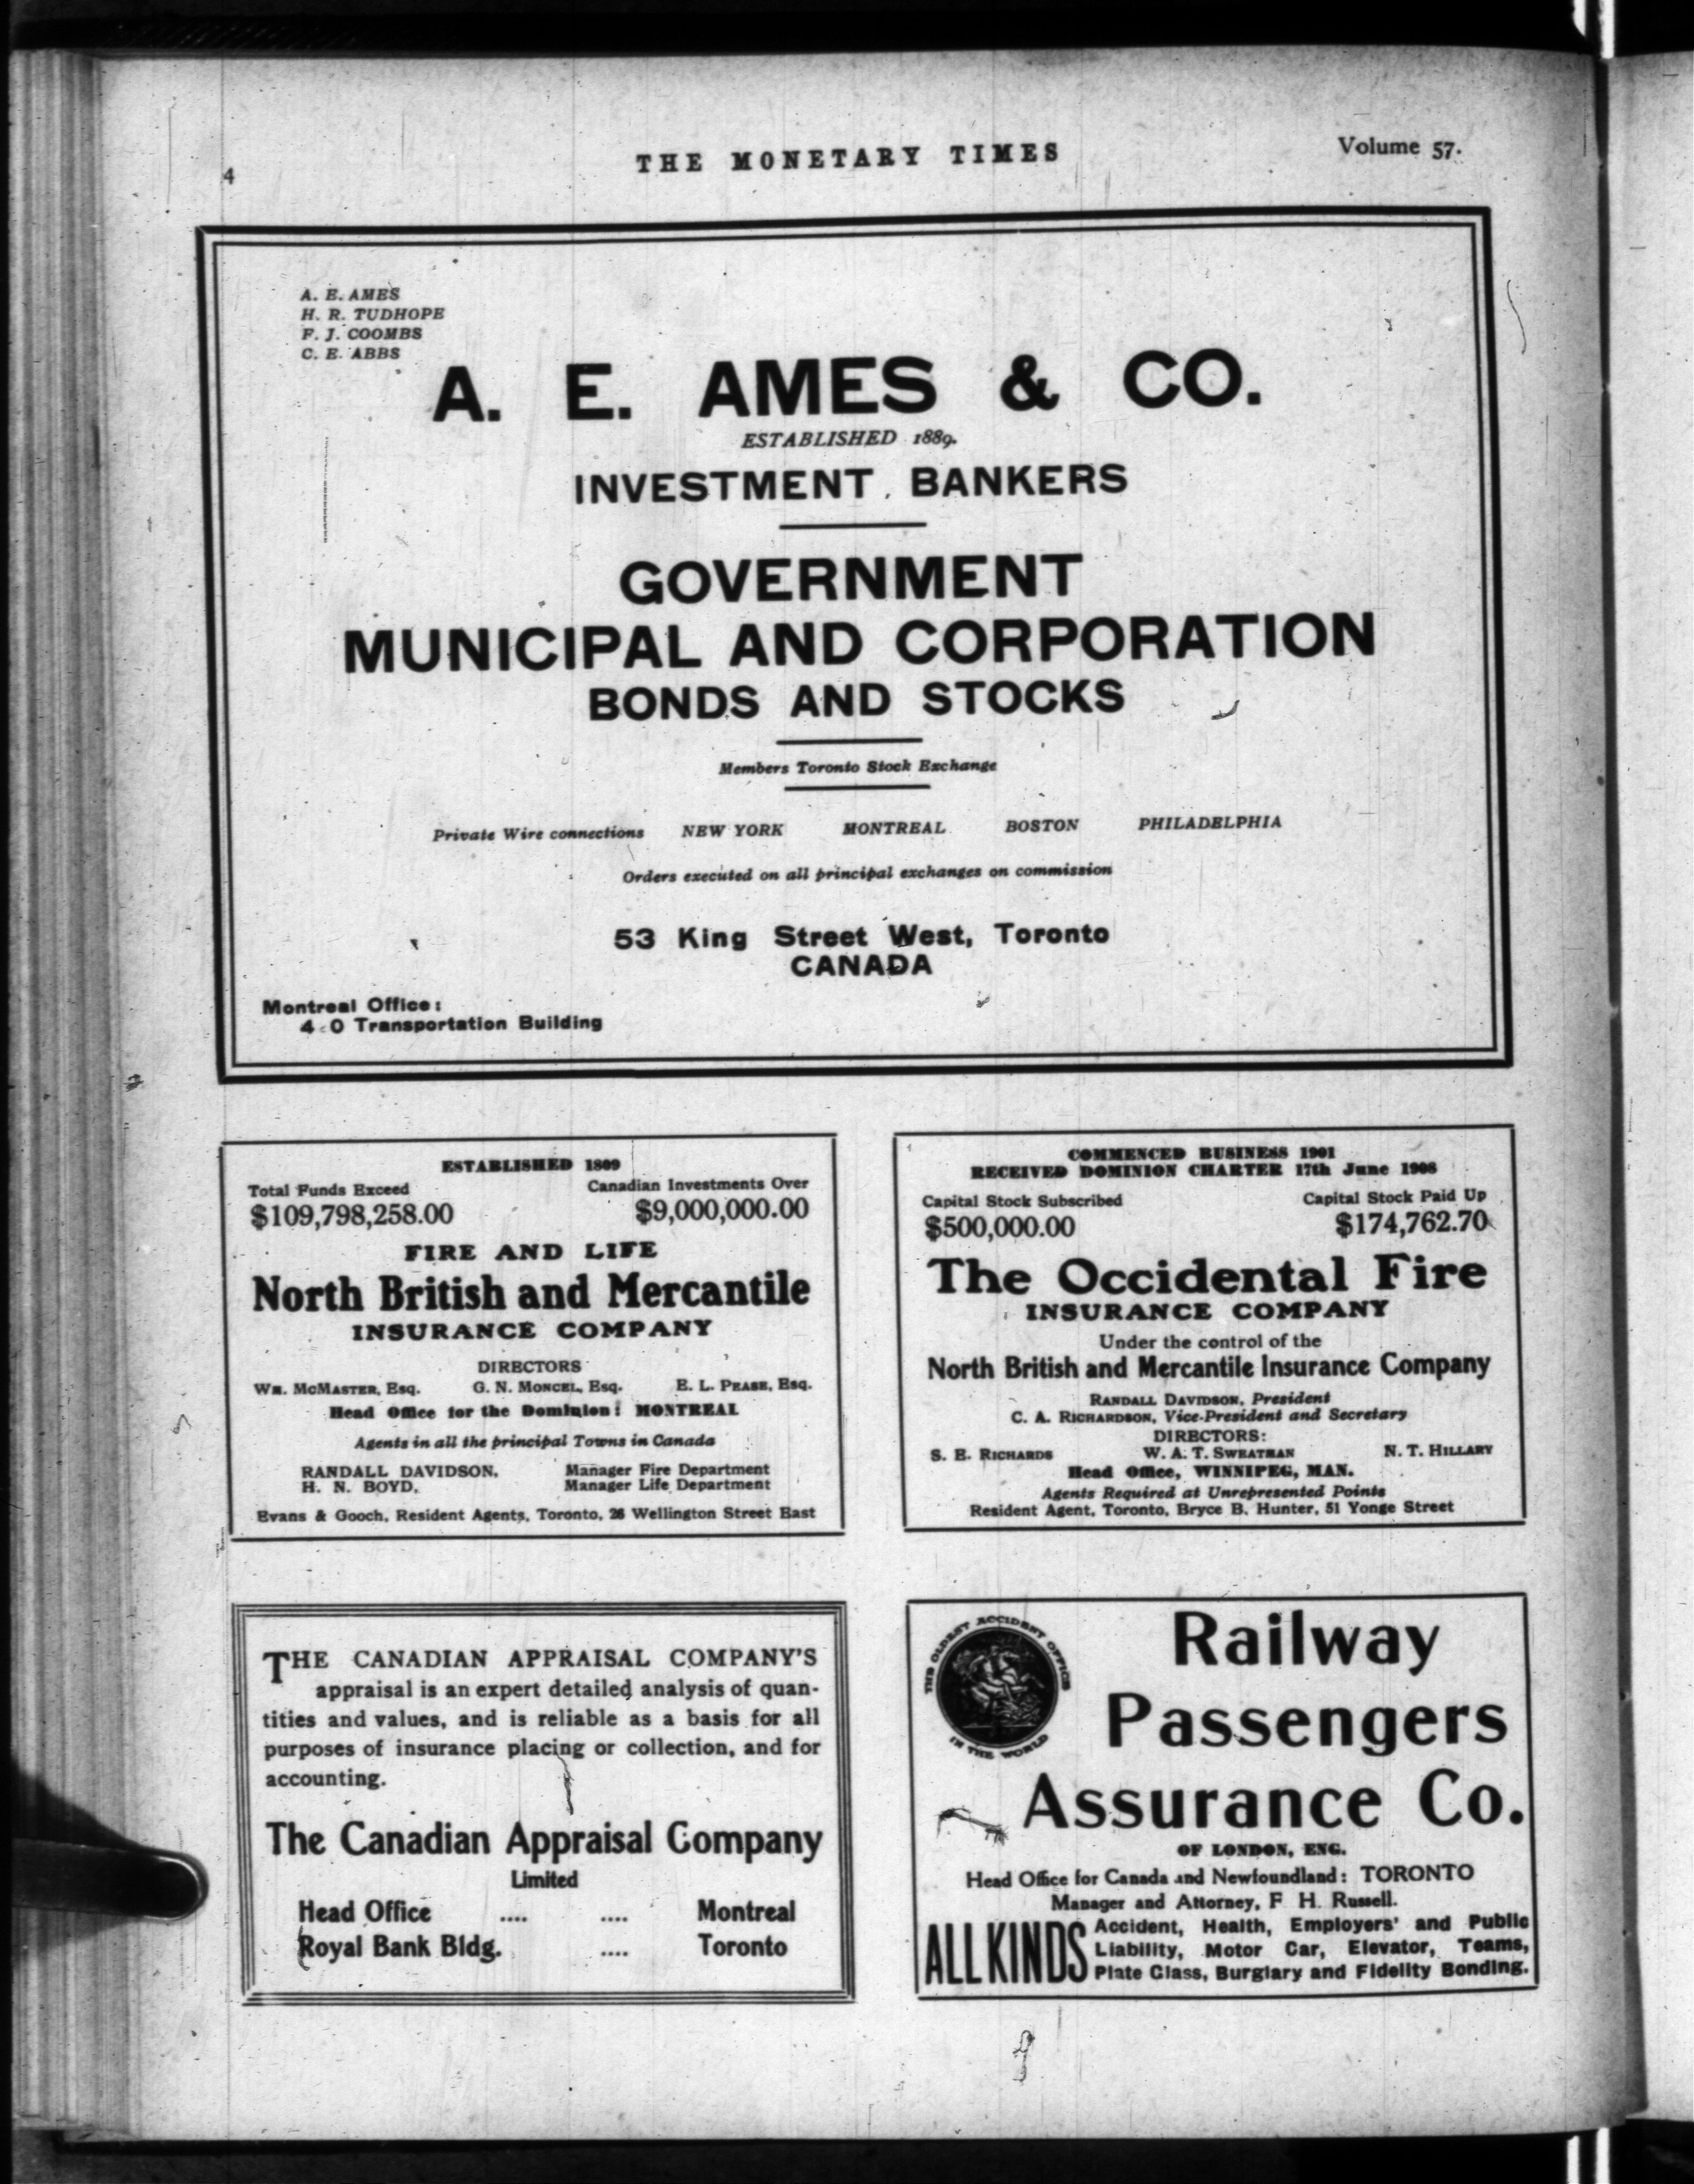 4
THE MONETARY TIMES
Volume 57.
A. E. AMES
H. R. TUDHOPE
F. J. COOMBS
C. E. ABBS
A. E. AMES & CO.
ESTABLISHED 1889.
INVESTMENT BANKERS
GOVERNMENT
MUNICIPAL AND CORPORATION
BONDS AND STOCKS
Members Toronto Stock Exchange
Private Wire connections NEW YORK MONTREAL BOSTON PHILADELPHIA
Orders executed on all principal exchanges on commission
53 King Street West, Toronto
CANADA
Montreal Office:
Transportation Building
ESTABLISHED 1809
Total Funds Exceed Canadian Investments Over
$109,798,258.00 $9,000,000.00
FIRE AND LIFE
North British and Mercantile
INSURANCE COMPANY
DIRECTORS
WM. MCMASTER, Esq. G. N. MONCEL, Esq. E. L. PEASE, Esq.
Head Office for the Dominion: MONTREAL
Agents in all the principal Towns in Canada
RANDALL DAVIDSON, Manager Fire Department
H. N. BOYD, Manager Life Department
Evans & Gooch, Resident Agents, Toronto, 26 Wellington Street East
COMMENCED BUSINESS 1901
RECEIVED DOMINION CHARTER 17th June 1908
Capital Stock Subscribed Capital Stock Paid Up
$500,000.00 $174,762.70
The Occidental Fire
INSURANCE COMPANY
Under the control of the
North British and Mercantile Insurance Company
RANDALL DAVIDSON, President
C. A. RICHARDSON, Vice-President and Secretary
DIRECTORS:
S. E. RICHARDS W. A. T. SWEATMAN N. T. HILLARY
Head Office, WINNIPEG, MAN.
Agents Required at Unrepresented Points
Resident Agent, Toronto, Bryce B. Hunter, 51 Yonge Street
THE CANADIAN APPRAISAL COMPANY'S
appraisal is an expert detailed analysis of quan-
tities and values, and is reliable as a basis for all
purposes of insurance placing or collection, and for
accounting.
The Canadian Appraisal Company
Limited
Head Office .... .... Montreal
Royal Bank Bldg. .... Toronto
THE OLDEST ACCIDENT OFFICE
IN THE WORLD
Railway
Passengers
Assurance Co.
OF LONDON, ENG.
Head Office for Canada and Newfoundland: TORONTO
Manager and Attorney, F H. Russell.
ALL KINDS
Accident, Health, Employers' and Public
Liability, Motor Car, Elevator, Teams,
Plate Glass, Burglary and Fidelity Bonding.